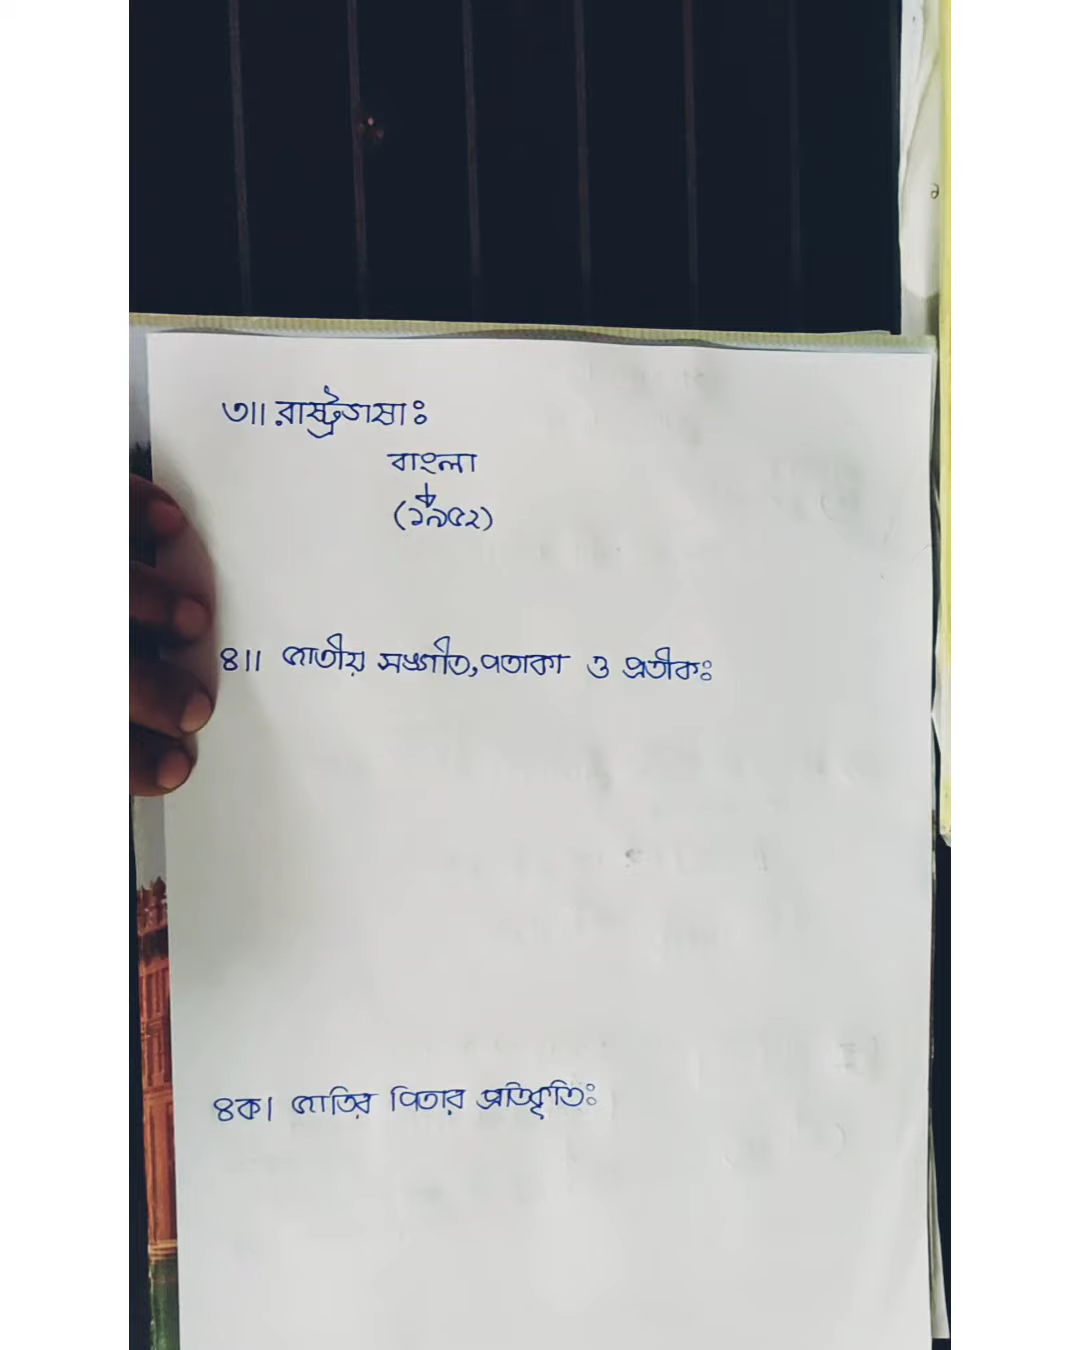 ৩॥ রাষ্ট্রভাষাঃ
বাংলা
↓
(১৯৫২)
৪॥ জাতীয় সঙ্গীত, পতাকা ও প্রতীকঃ
৪ক। জাতির পিতার প্রতিকৃতিঃ